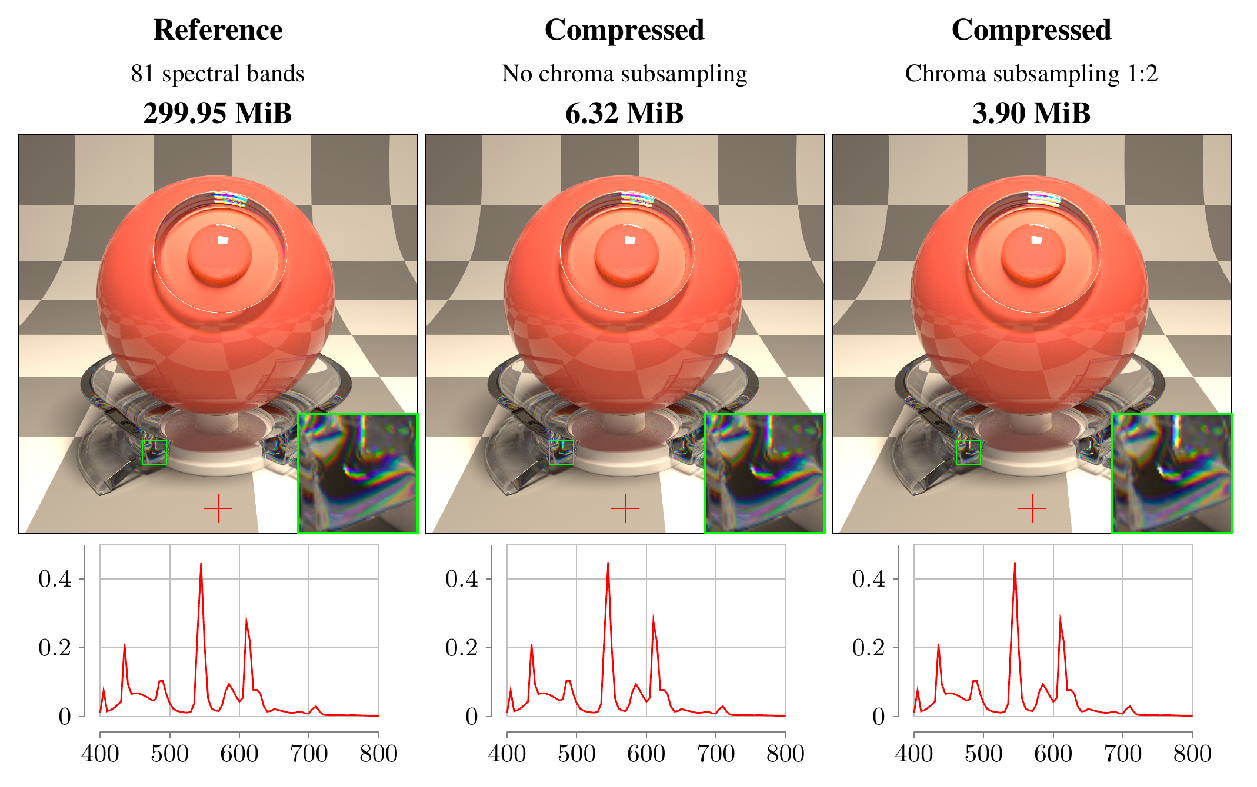 Reference
81 spectral bands
299.95 MiB
Compressed
No chroma subsampling
6.32 MiB
Compressed
Chroma subsampling 1:2
3.90 MiB
0.4
0.2
0
400 500 600 700 800
0.4
0.2
0
400 500 600 700 800
0.4
0.2
0
400 500 600 700 800